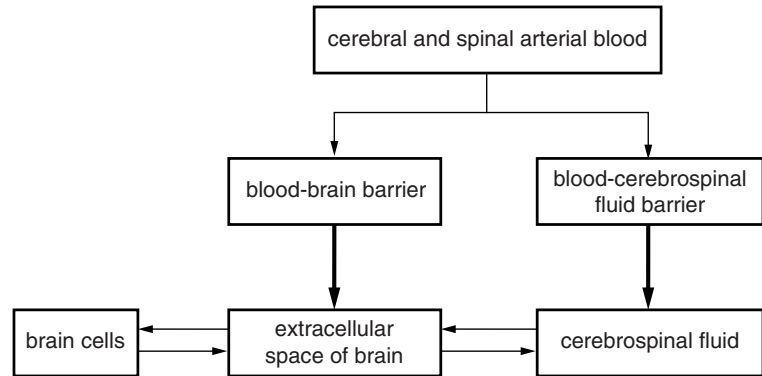 cerebral and spinal arterial blood
blood-brain barrier
blood-cerebrospinal
fluid barrier
brain cells
extracellular
space of brain
cerebrospinal fluid